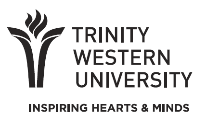 TRINITY
WESTERN
UNIVERSITY
INSPIRING HEARTS & MINDS